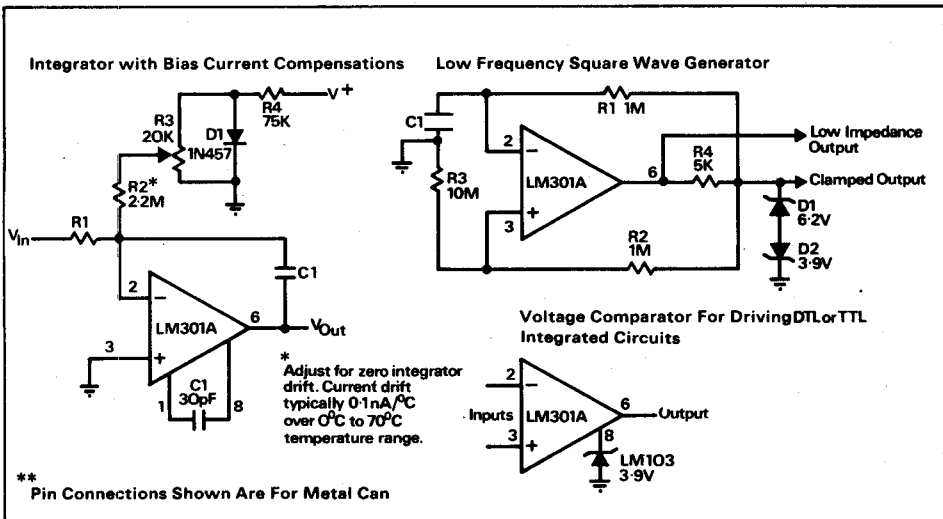 Integrator with Bias Current Compensations
V+
R4
75K
R3
20K
D1
1N457
R2*
2·2M
R1
VIn
C1
2
−
LM301A
6
VOut
3
+
C1
30pF
1
8
*
Adjust for zero integrator
drift. Current drift
typically 0·1nA/°C
over 0°C to 70°C
temperature range.
**
Pin Connections Shown Are For Metal Can
Low Frequency Square Wave Generator
R1 1M
C1
2
−
LM301A
6
R4
5K
Low Impedance
Output
Clamped Output
R3
10M
+
3
R2
1M
D1
6·2V
D2
3·9V
Voltage Comparator For Driving DTL or TTL
Integrated Circuits
2
−
Inputs
LM301A
6
Output
3
+
8
LM103
3·9V